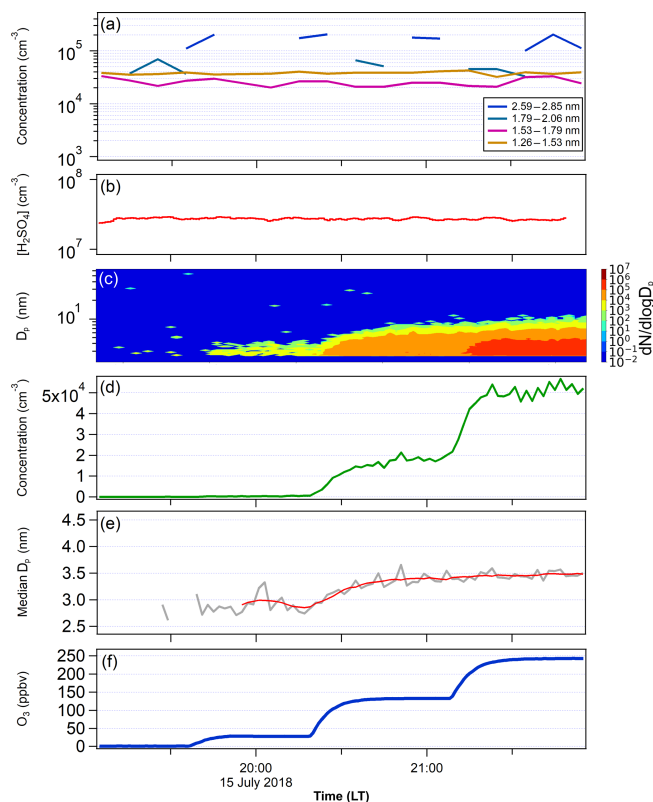 (a)
Concentration (cm⁻³)
10⁵
10⁴
10³
2.59–2.85 nm
1.79–2.06 nm
1.53–1.79 nm
1.26–1.53 nm
(b)
[H₂SO₄] (cm⁻³)
10⁸
10⁷
(c)
Dₚ (nm)
10¹
10⁷
10⁶
10⁵
10⁴
10³
10²
10¹
10⁰
10⁻¹
10⁻²
dN/dlogDₚ
(d)
Concentration (cm⁻³)
5x10⁴
4
3
2
1
0
(e)
Median Dₚ (nm)
4.5
4.0
3.5
3.0
2.5
(f)
O₃ (ppbv)
250
200
150
100
50
0
20:00 21:00
15 July 2018
Time (LT)